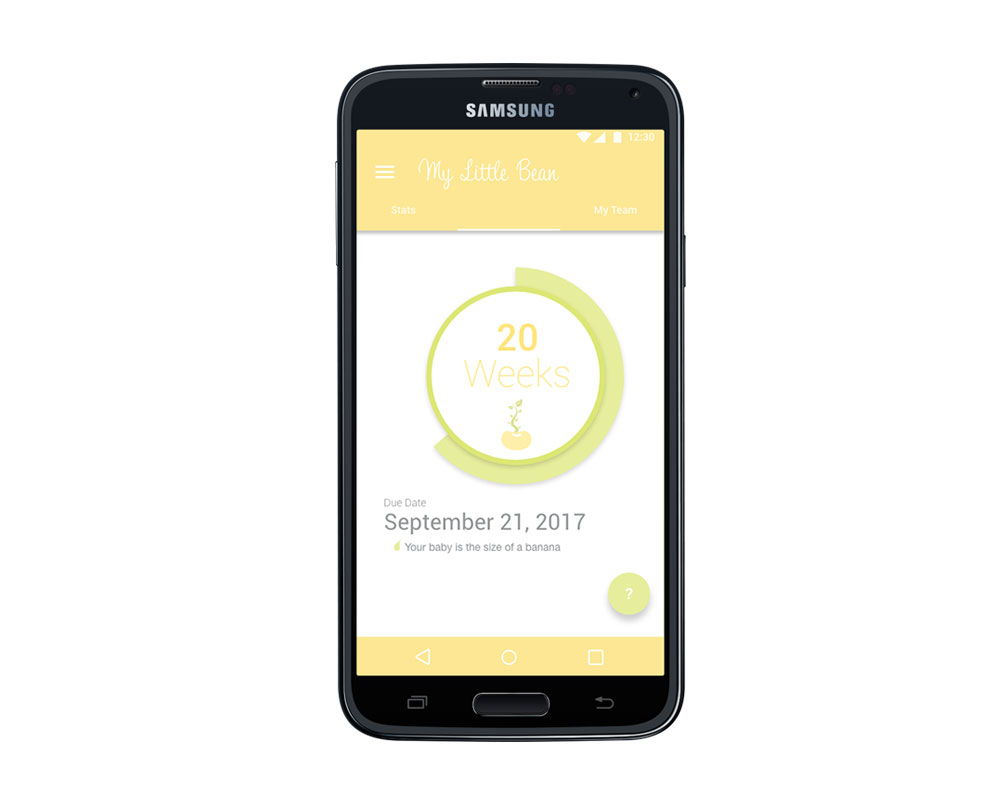 SAMSUNG
12:30
My Little Bean
Stats
My Team
20
Weeks
Due Date
September 21, 2017
Your baby is the size of a banana
?